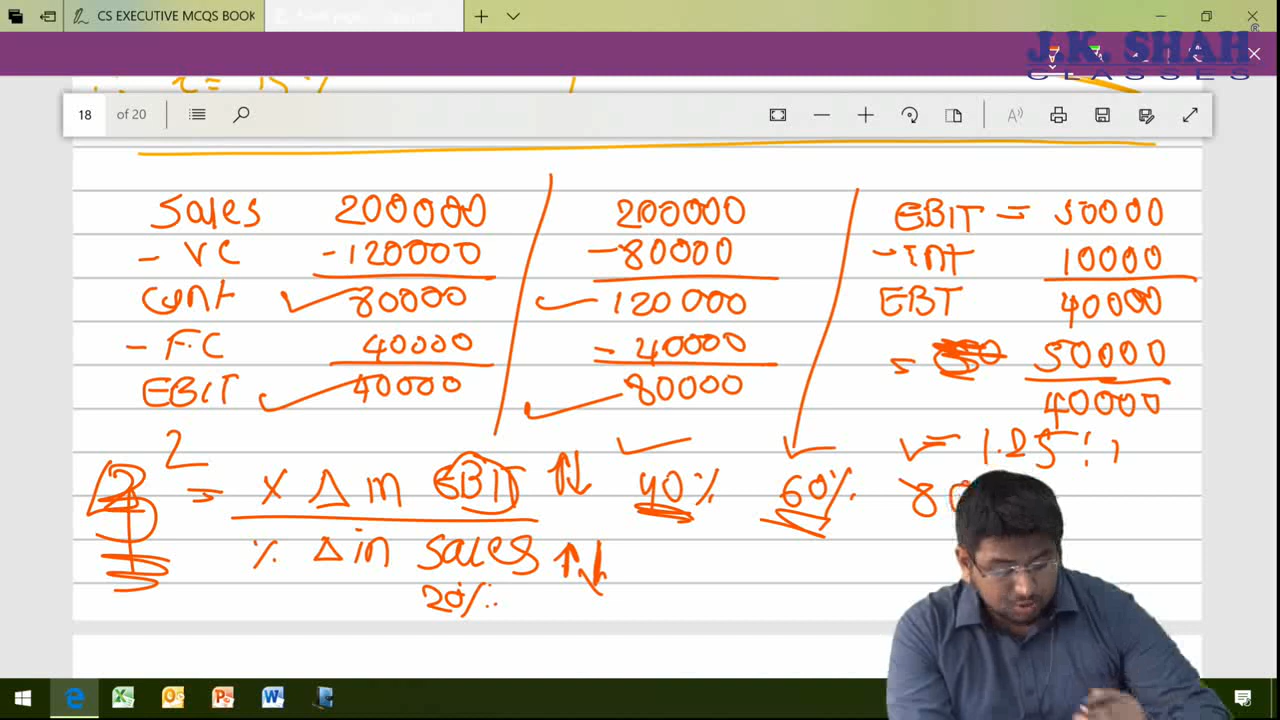 CS EXECUTIVE MCQS BOOK
J.K. SHAH ®
CLASSES
18 of 20
Sales 200000
- VC -120000
Cont 80000
- F.C 40000
EBIT 40000
200000
-80000
120000
- 40000
80000
EBIT = 50000
- Int 10000
EBT 40000
50000
40000
= 1.25
2 = % Δ in EBIT
% Δ in Sales
20%
40% 60%